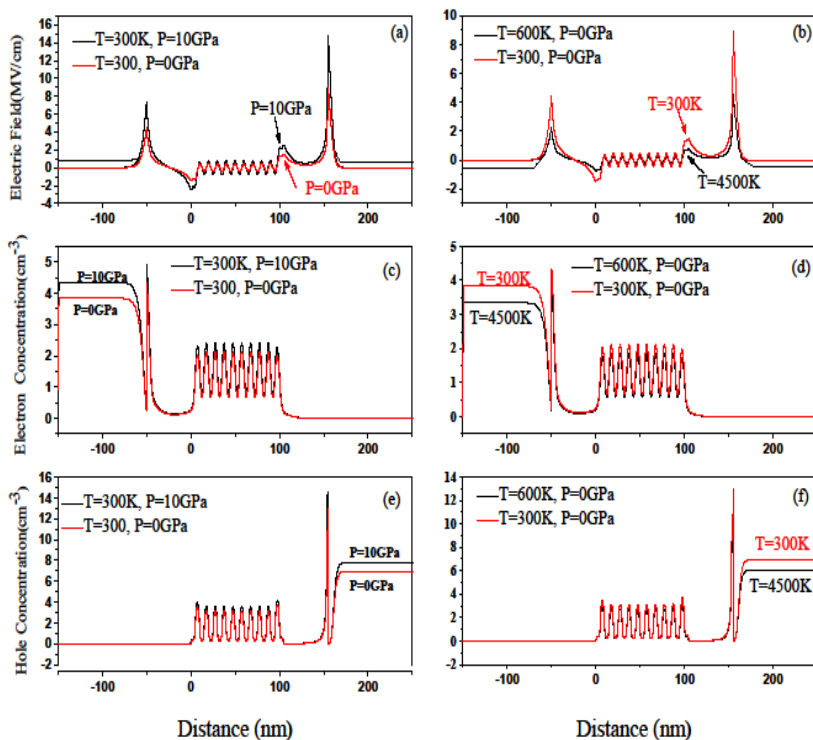 T=300K, P=10GPa
T=300, P=0GPa
(a)
P=10GPa
P=0GPa
Electric Field(MV/cm)
16
14
12
10
8
6
4
2
0
-2
-4
-100
0
100
200
T=600K, P=0GPa
T=300, P=0GPa
(b)
T=300K
T=4500K
10
8
6
4
2
0
-2
-100
0
100
200
T=300K, P=10GPa
T=300, P=0GPa
(c)
P=10GPa
P=0GPa
Electron Concentration(cm⁻³)
5
4
3
2
1
0
-100
0
100
200
T=600K, P=0GPa
T=300K, P=0GPa
(d)
T=300K
T=4500K
5
4
3
2
1
0
-100
0
100
200
T=300K, P=10GPa
T=300, P=0GPa
(e)
P=10GPa
P=0GPa
Hole Concentration(cm⁻³)
16
14
12
10
8
6
4
2
0
-2
-100
0
100
200
Distance (nm)
T=600K, P=0GPa
T=300K, P=0GPa
(f)
T=300K
T=4500K
14
12
10
8
6
4
2
0
-2
-100
0
100
200
Distance (nm)